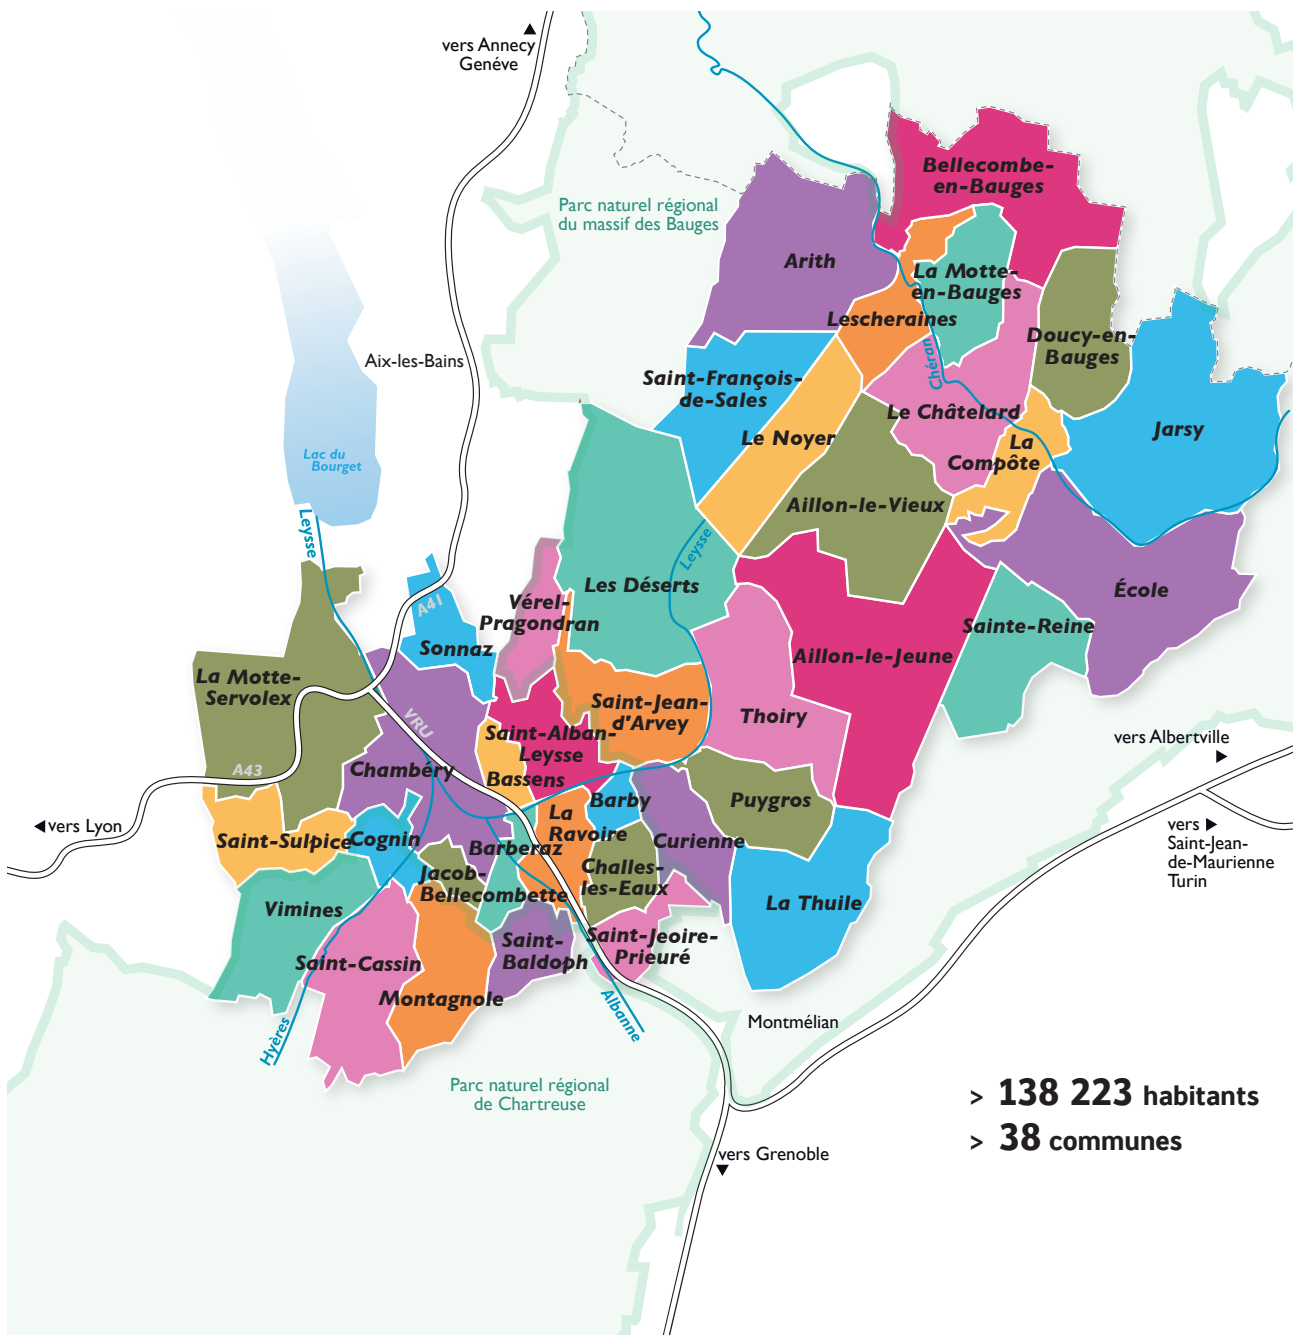 vers Annecy
Genéve
Parc naturel régional
du massif des Bauges
Bellecombe-
en-Bauges
Arith
La Motte-
en-Bauges
Lescheraines
Doucy-en-
Bauges
Chéran
Aix-les-Bains
Saint-François-
de-Sales
Le Châtelard
Jarsy
Le Noyer
La
Compôte
Lac du
Bourget
Aillon-le-Vieux
Leysse
Leysse
Les Déserts
École
Vérel-
Pragondran
A41
Sonnaz
Sainte-Reine
Aillon-le-Jeune
La Motte-
Servolex
Saint-Jean-
d'Arvey
Thoiry
VRU
Saint-Alban-
Leysse
vers Albertville
A43
Chambéry
Bassens
Barby
Puygros
vers Lyon
La
Ravoire
vers
Saint-Jean-
de-Maurienne
Turin
Saint-Sulpice
Cognin
Barberaz
Curienne
Jacob-
Bellecombette
Challes-
les-Eaux
Vimines
La Thuile
Saint-
Baldoph
Saint-Jeoire-
Prieuré
Saint-Cassin
Montagnole
Albanne
Hyères
Montmélian
Parc naturel régional
de Chartreuse
> 138 223 habitants
> 38 communes
vers Grenoble